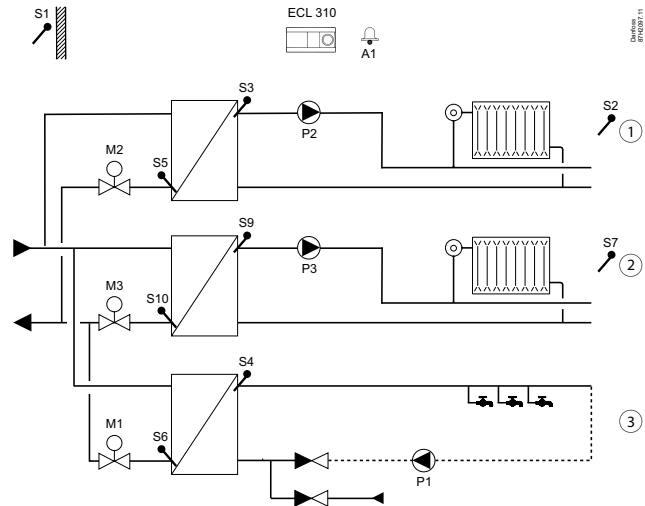 S1
ECL 310
A1
Danfoss
87H2097.11
S3
P2
S2
1
M2
S5
S9
P3
S7
2
M3
S10
S4
3
M1
S6
P1